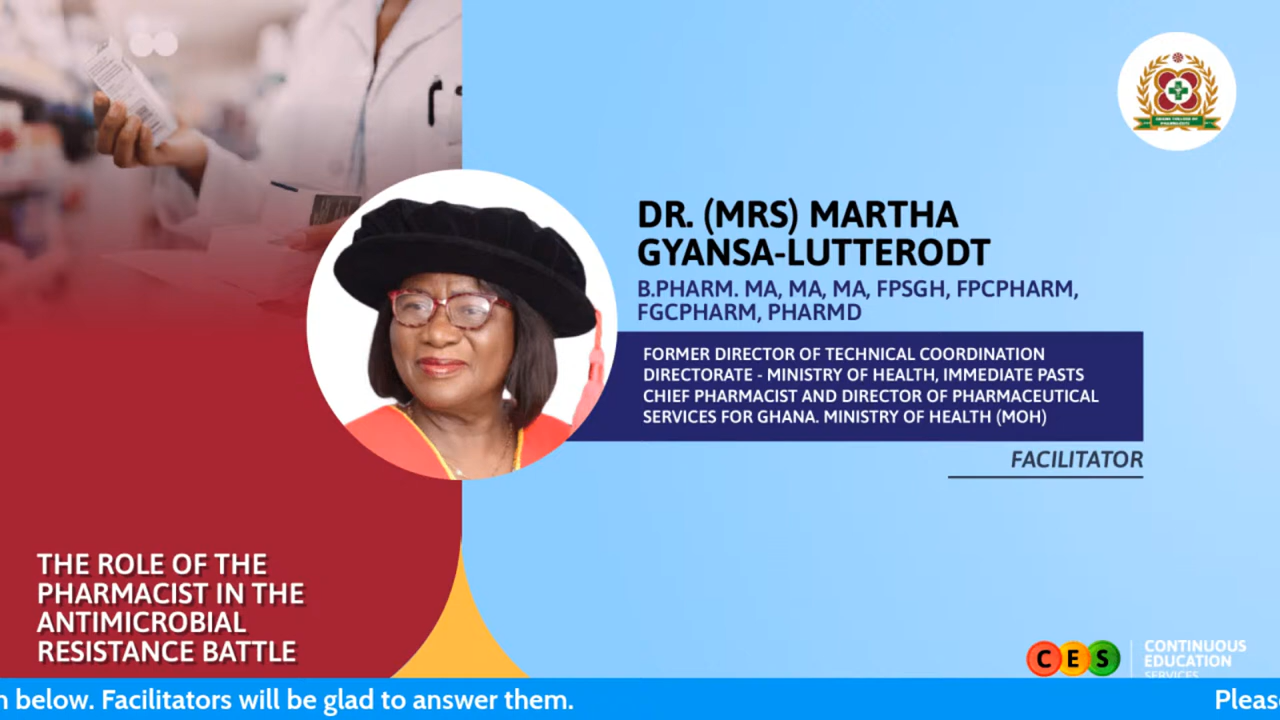 DR. (MRS) MARTHA
GYANSA-LUTTERODT
B.PHARM. MA, MA, MA, FPSGH, FPCPHARM,
FGCPHARM, PHARMD
FORMER DIRECTOR OF TECHNICAL COORDINATION
DIRECTORATE - MINISTRY OF HEALTH, IMMEDIATE PASTS
CHIEF PHARMACIST AND DIRECTOR OF PHARMACEUTICAL
SERVICES FOR GHANA. MINISTRY OF HEALTH (MOH)
FACILITATOR
THE ROLE OF THE
PHARMACIST IN THE
ANTIMICROBIAL
RESISTANCE BATTLE
CES
CONTINUOUS
EDUCATION
SERVICES
below. Facilitators will be glad to answer them.
Pleas